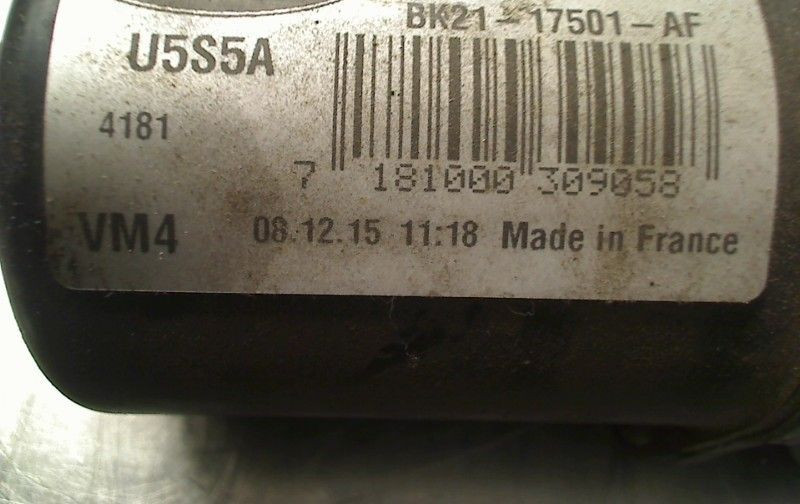 BK21-17501-AF
U5S5A
4181
7 181000 309058
VM4 08.12.15 11:18 Made in France